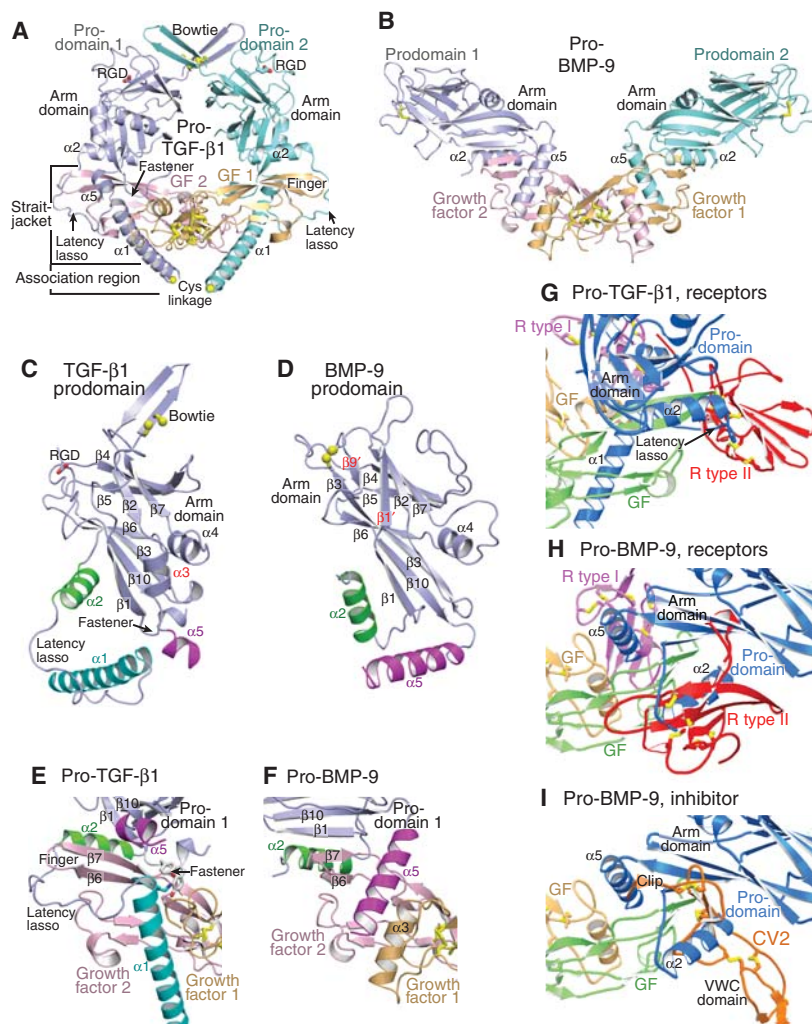 A
Pro-
domain 1
Bowtie
Pro-
domain 2
RGD
RGD
Arm
domain
Arm
domain
Pro-
TGF-β1
α2
α2
Fastener
GF 2
GF 1
Finger
α5
Strait-
jacket
Latency
lasso
Latency
lasso
α1
α1
Association region
Cys
linkage
B
Prodomain 1
Pro-
BMP-9
Prodomain 2
Arm
domain
Arm
domain
α2
α5
α5
α2
Growth
factor 2
Growth
factor 1
C
TGF-β1
prodomain
Bowtie
RGD
β4
β5
β2
β7
Arm
domain
β6
α4
β3
α3
β10
α2
β1
Fastener
α5
Latency
lasso
α1
D
BMP-9
prodomain
β9′
Arm
domain
β3
β4
β5
β2
β7
β1′
β6
α4
β3
β10
α2
β1
α5
E
Pro-TGF-β1
β10
β1
Pro-
domain 1
α2
α5
Finger
β7
Fastener
β6
Latency
lasso
Growth
factor 2
α1
Growth
factor 1
F
Pro-BMP-9
β10
Pro-
domain 1
β1
α2
β7
β6
α5
α3
Growth
factor 2
Growth
factor 1
G
Pro-TGF-β1, receptors
R type I
Pro-
domain
Arm
domain
GF
α2
Latency
lasso
α1
R type II
GF
H
Pro-BMP-9, receptors
R type I
Arm
domain
α5
GF
α2
Pro-
domain
R type II
GF
I
Pro-BMP-9, inhibitor
Arm
domain
α5
Clip
GF
Pro-
domain
CV2
α2
GF
VWC
domain